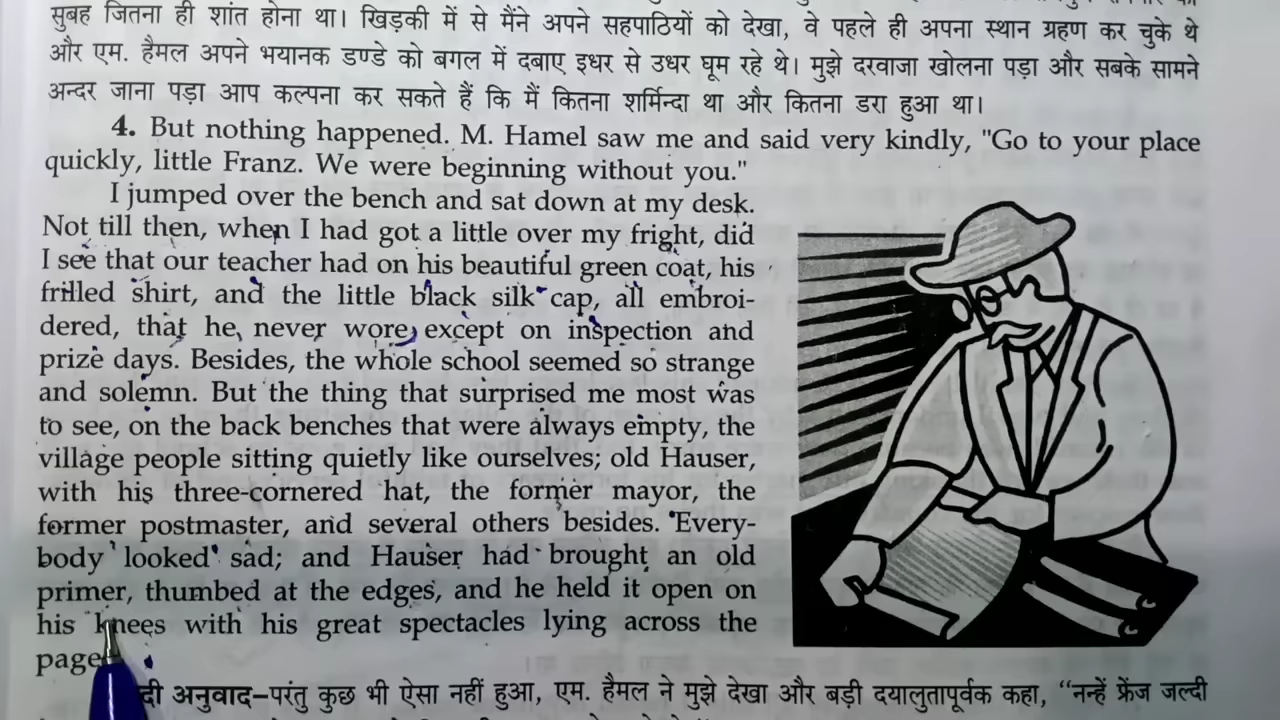 सुबह जितना ही शांत होना था। खिड़की में से मैंने अपने सहपाठियों को देखा, वे पहले ही अपना स्थान ग्रहण कर चुके थे
और एम. हैमल अपने भयानक डण्डे को बगल में दबाए इधर से उधर घूम रहे थे। मुझे दरवाजा खोलना पड़ा और सबके सामने
अन्दर जाना पड़ा आप कल्पना कर सकते हैं कि मैं कितना शर्मिन्दा था और कितना डरा हुआ था।
4. But nothing happened. M. Hamel saw me and said very kindly, "Go to your place
quickly, little Franz. We were beginning without you."
I jumped over the bench and sat down at my desk.
Not till then, when I had got a little over my fright, did
I see that our teacher had on his beautiful green coat, his
frilled shirt, and the little black silk cap, all embroi-
dered, that he never wore except on inspection and
prize days. Besides, the whole school seemed so strange
and solemn. But the thing that surprised me most was
to see, on the back benches that were always empty, the
village people sitting quietly like ourselves; old Hauser,
with his three-cornered hat, the former mayor, the
former postmaster, and several others besides. Every-
body looked sad; and Hauser had brought an old
primer, thumbed at the edges, and he held it open on
his knees with his great spectacles lying across the
page
अनुवाद–परंतु कुछ भी ऐसा नहीं हुआ, एम. हैमल ने मुझे देखा और बड़ी दयालुतापूर्वक कहा, “नन्हें फ्रेंज जल्दी